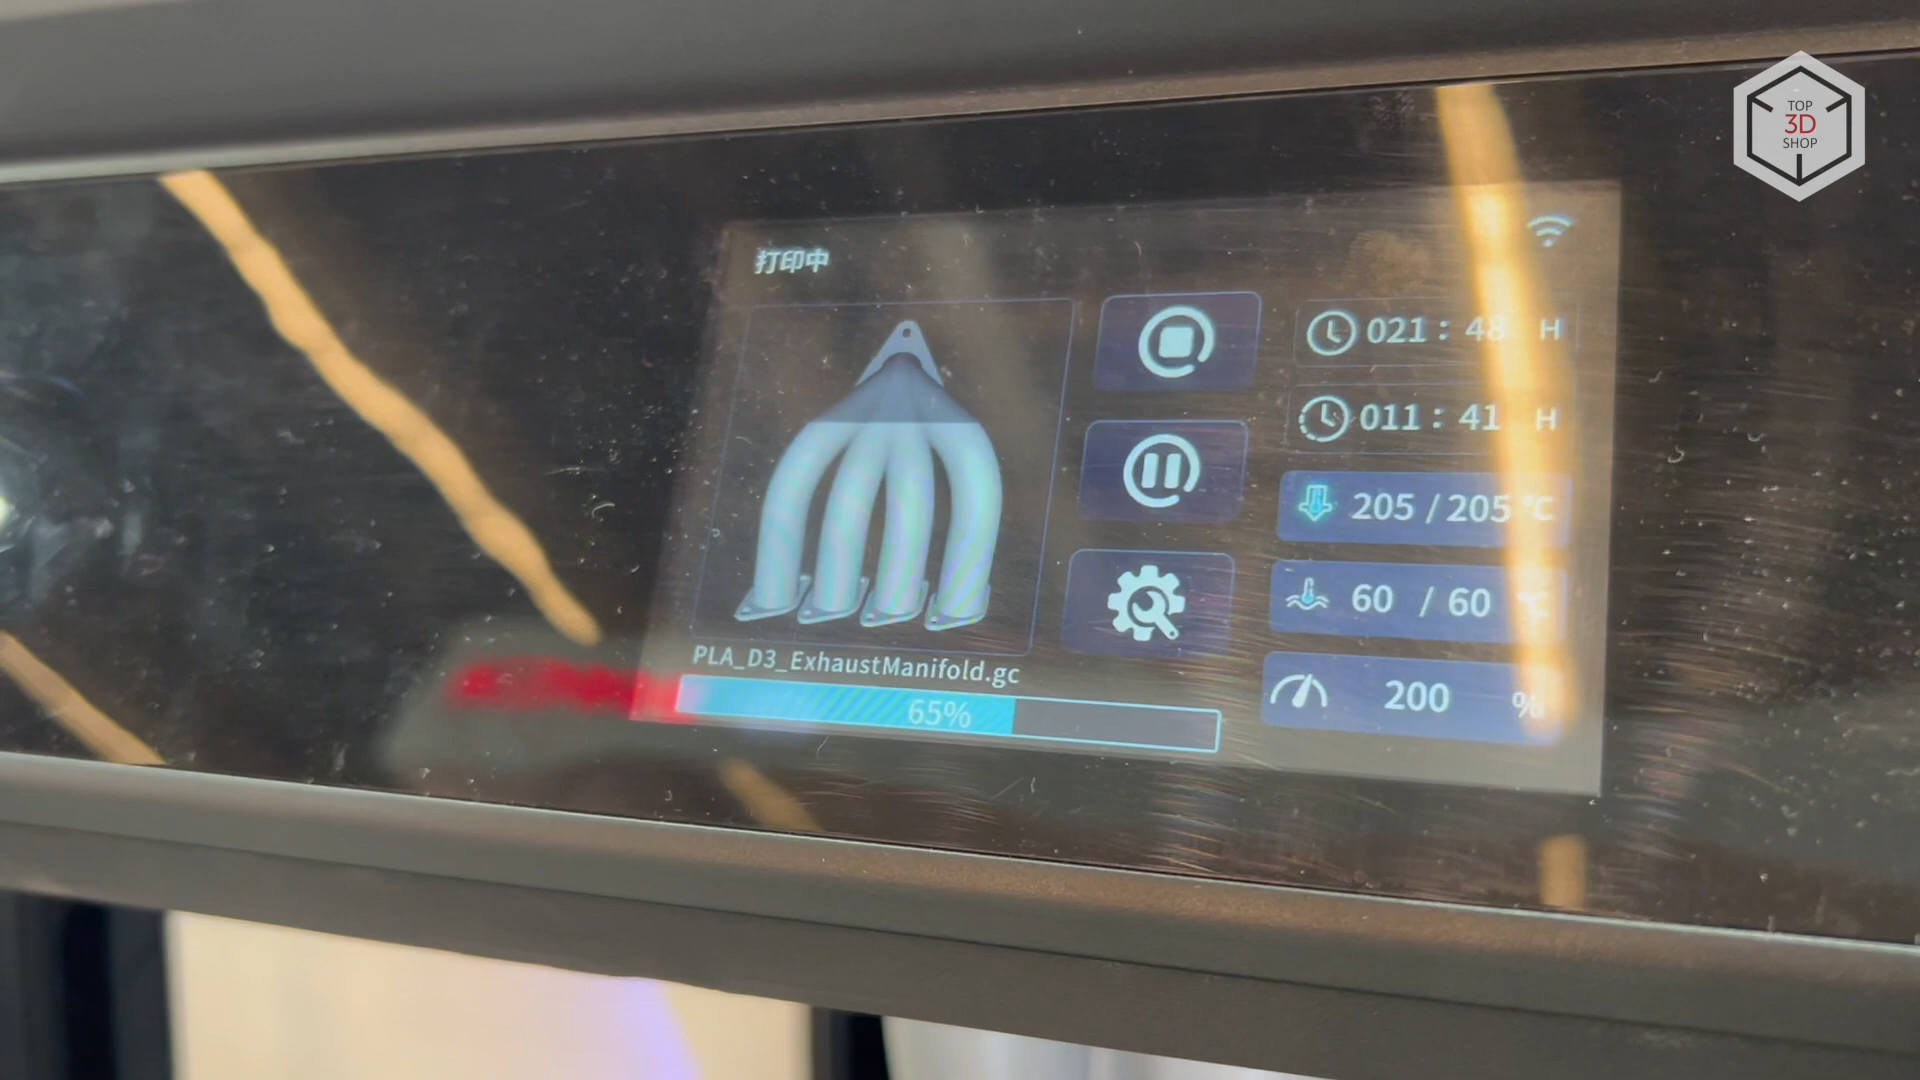 TOP
3D
SHOP
打印中
021 : 48 H
011 : 41 H
205 / 205 °C
60 / 60 °C
200 %
PLA_D3_ExhaustManifold.gc
65%